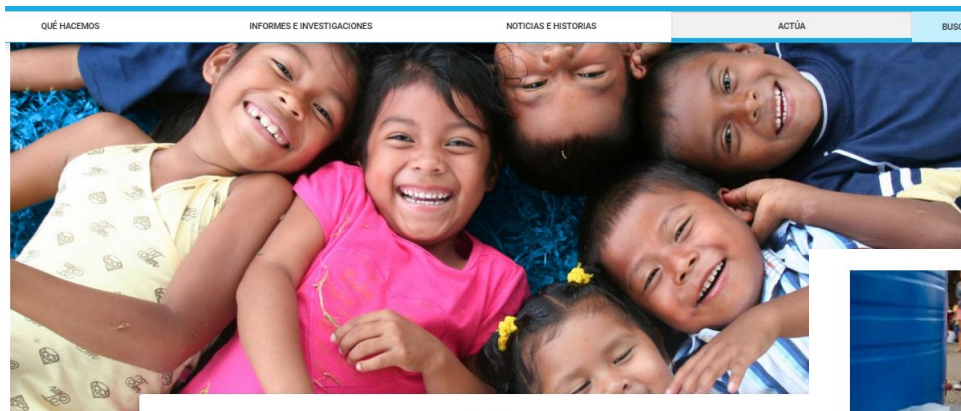 QUÉ HACEMOS
INFORMES E INVESTIGACIONES
NOTICIAS E HISTORIAS
ACTÚA